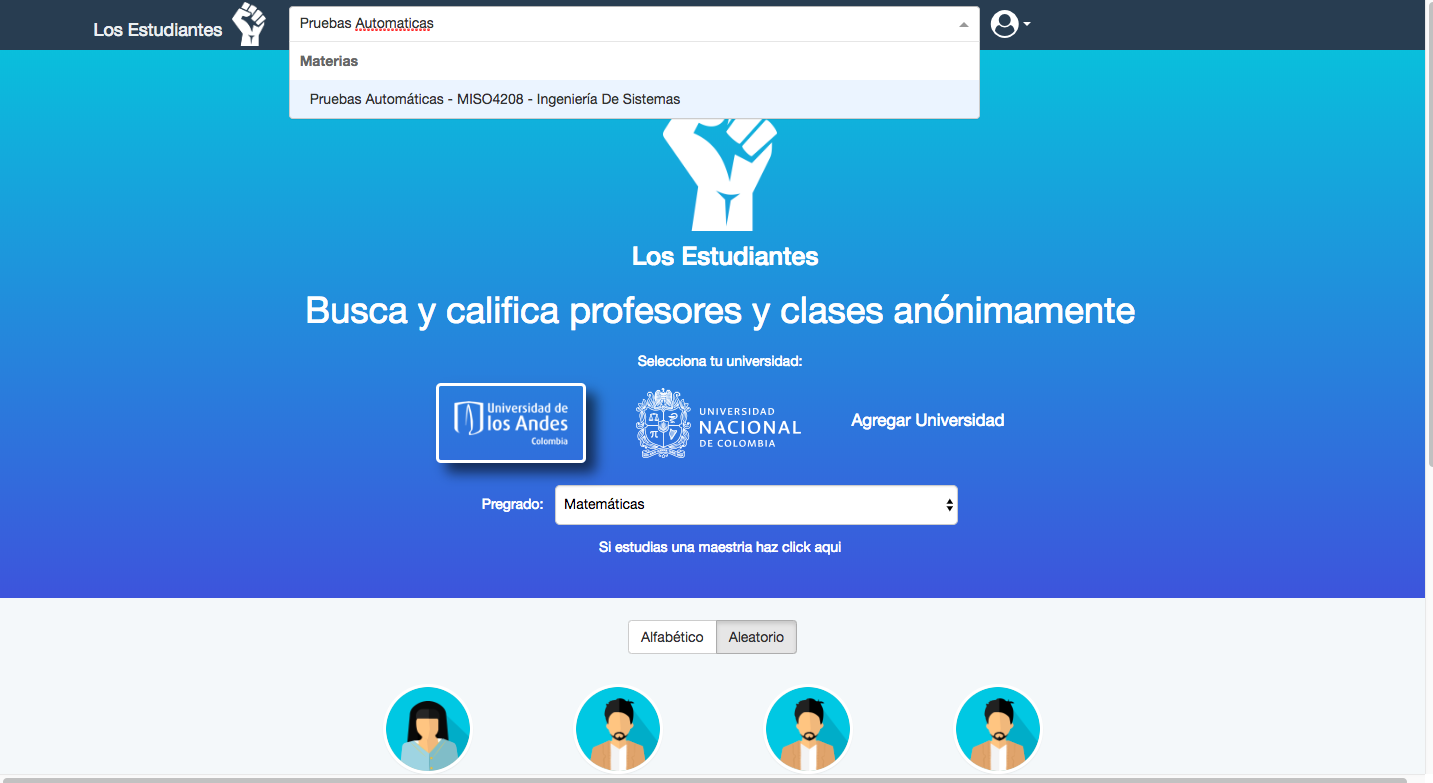 Los Estudiantes
Pruebas Automaticas
Materias
Pruebas Automáticas - MISO4208 - Ingeniería De Sistemas
Los Estudiantes
Busca y califica profesores y clases anónimamente
Selecciona tu universidad:
Universidad de
los Andes
Colombia
UNIVERSIDAD
NACIONAL
DE COLOMBIA
Agregar Universidad
Pregrado: Matemáticas
Si estudias una maestria haz click aqui
Alfabético Aleatorio